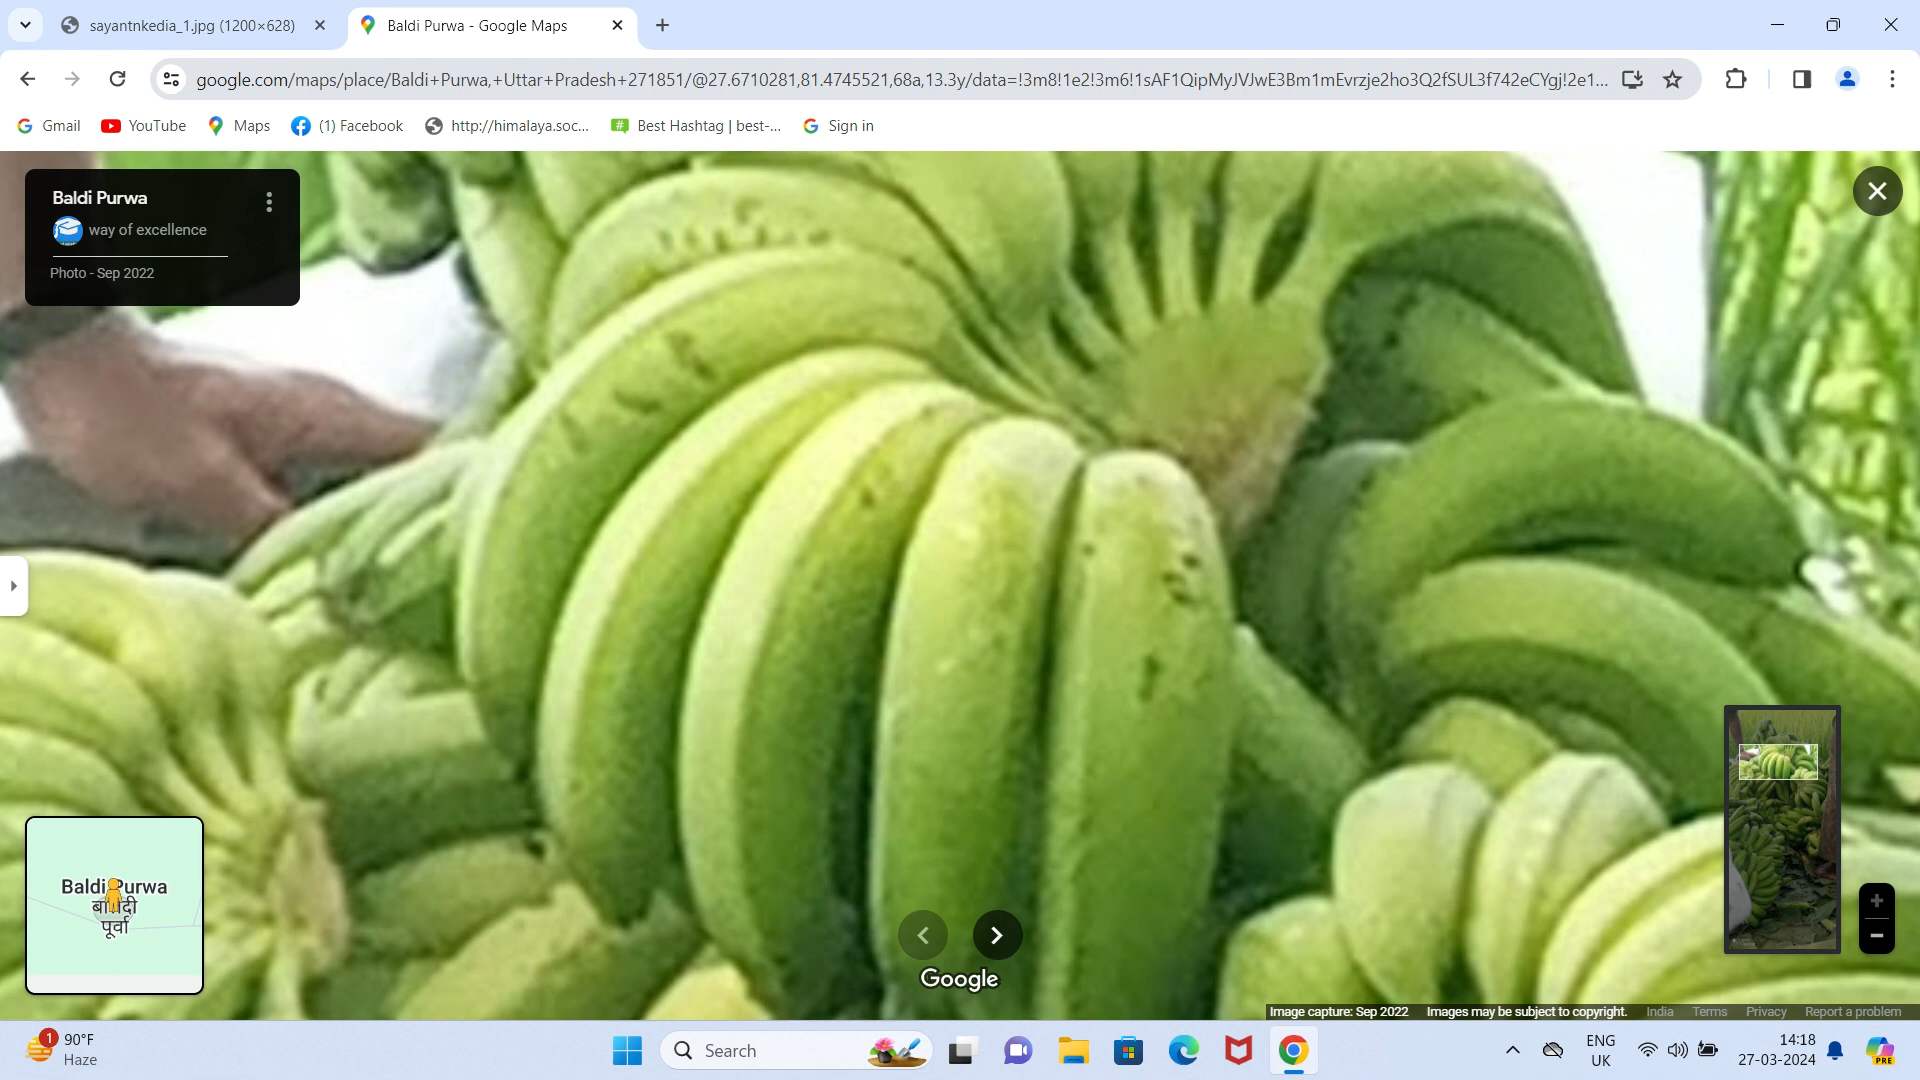 sayantnkedia_1.jpg (1200×628)
Baldi Purwa - Google Maps
google.com/maps/place/Baldi+Purwa,+Uttar+Pradesh+271851/@27.6710281,81.4745521,68a,13.3y/data=!3m8!1e2!3m6!1sAF1QipMyJVJwE3Bm1mEvrzje2ho3Q2fSUL3f742eCYgj!2e1...
Gmail
YouTube
Maps
(1) Facebook
http://himalaya.soc...
Best Hashtag | best-...
Sign in
Baldi Purwa
way of excellence
Photo - Sep 2022
Baldi Purwa
पूर्वा
Google
Image capture: Sep 2022 Images may be subject to copyright. India Terms Privacy Report a problem
1
90°F
Haze
Search
ENG
UK
14:18
27-03-2024
PRE